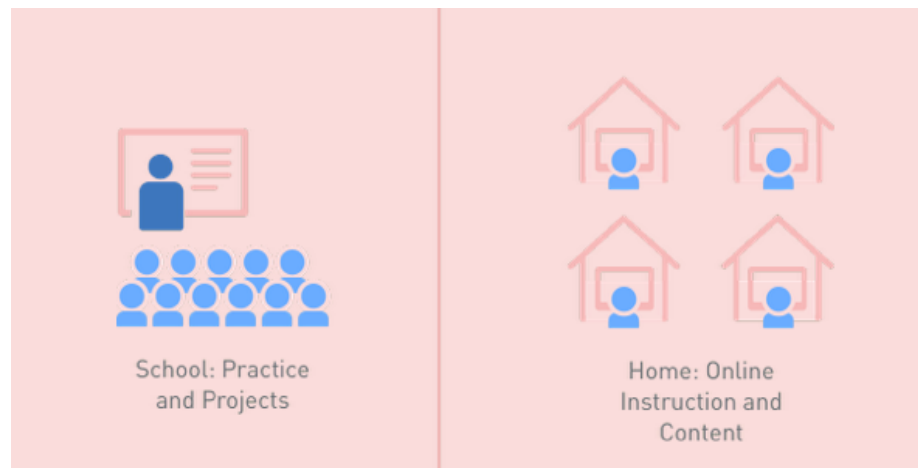 School: Practice
and Projects
Home: Online
Instruction and
Content